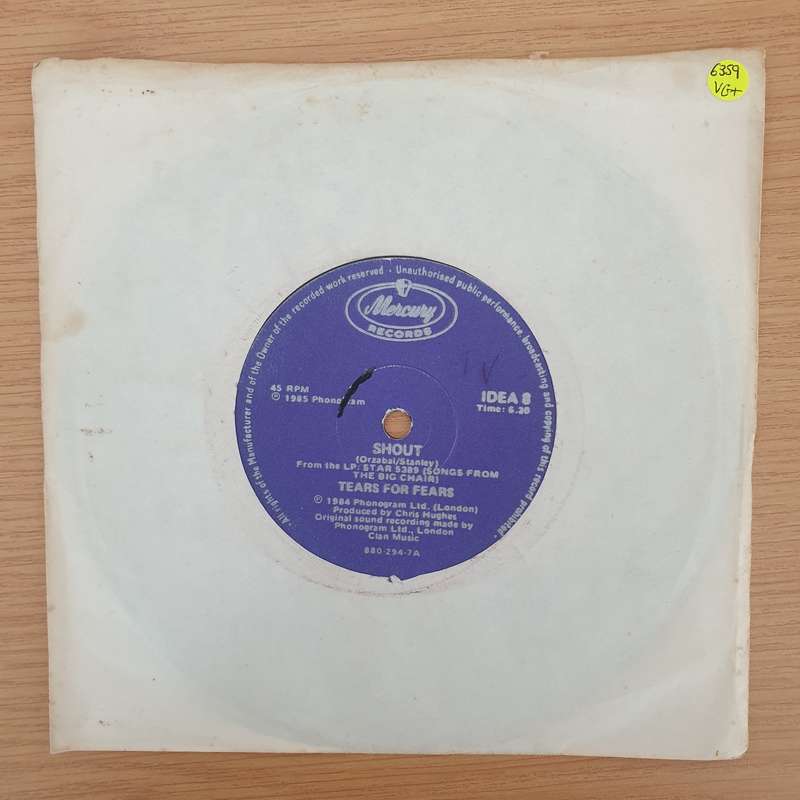 6359
VG+
All rights of the Manufacturer and of the Owner of the recorded work reserved · Unauthorised public performance, broadcasting and copying of this record prohibited -
Mercury
RECORDS
45 RPM
℗ 1985 Phonogram
IDEA 8
Time: 6.20
SHOUT
(Orzabal/Stanley)
From the LP: STAR 5389 (SONGS FROM
THE BIG CHAIR)
TEARS FOR FEARS
℗ 1984 Phonogram Ltd. (London)
Produced by Chris Hughes
Original sound recording made by
Phonogram Ltd., London
Clan Music
880-294-7A